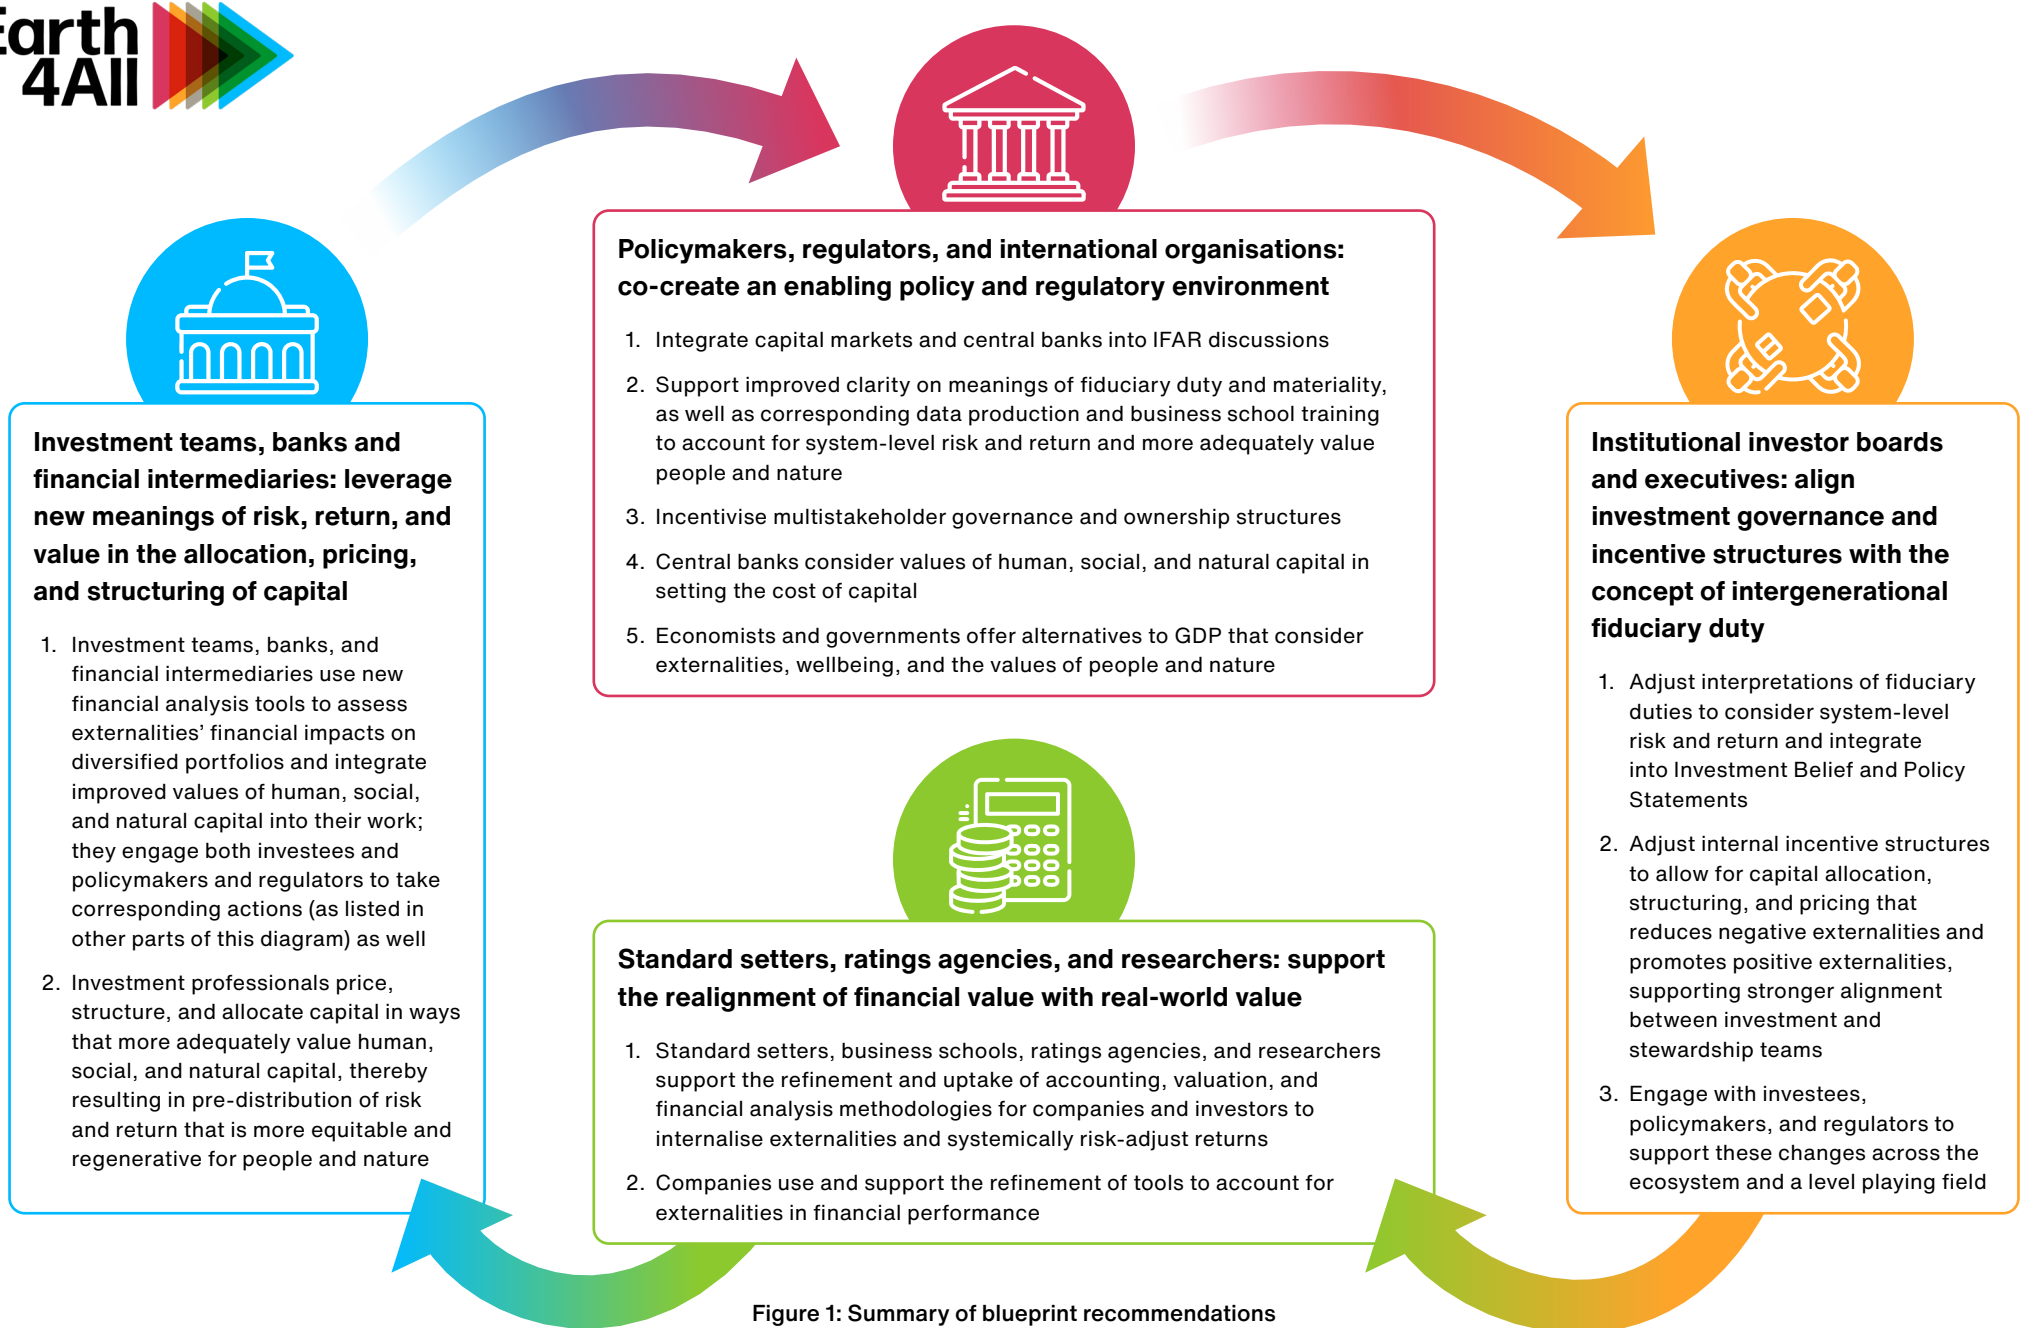 Earth
4All
Policymakers, regulators, and international organisations:
co-create an enabling policy and regulatory environment
1. Integrate capital markets and central banks into IFAR discussions
2. Support improved clarity on meanings of fiduciary duty and materiality,
as well as corresponding data production and business school training
to account for system-level risk and return and more adequately value
people and nature
3. Incentivise multistakeholder governance and ownership structures
4. Central banks consider values of human, social, and natural capital in
setting the cost of capital
5. Economists and governments offer alternatives to GDP that consider
externalities, wellbeing, and the values of people and nature
Investment teams, banks and
financial intermediaries: leverage
new meanings of risk, return, and
value in the allocation, pricing,
and structuring of capital
1. Investment teams, banks, and
financial intermediaries use new
financial analysis tools to assess
externalities’ financial impacts on
diversified portfolios and integrate
improved values of human, social,
and natural capital into their work;
they engage both investees and
policymakers and regulators to take
corresponding actions (as listed in
other parts of this diagram) as well
2. Investment professionals price,
structure, and allocate capital in ways
that more adequately value human,
social, and natural capital, thereby
resulting in pre-distribution of risk
and return that is more equitable and
regenerative for people and nature
Institutional investor boards
and executives: align
investment governance and
incentive structures with the
concept of intergenerational
fiduciary duty
1. Adjust interpretations of fiduciary
duties to consider system-level
risk and return and integrate
into Investment Belief and Policy
Statements
2. Adjust internal incentive structures
to allow for capital allocation,
structuring, and pricing that
reduces negative externalities and
promotes positive externalities,
supporting stronger alignment
between investment and
stewardship teams
3. Engage with investees,
policymakers, and regulators to
support these changes across the
ecosystem and a level playing field
Standard setters, ratings agencies, and researchers: support
the realignment of financial value with real-world value
1. Standard setters, business schools, ratings agencies, and researchers
support the refinement and uptake of accounting, valuation, and
financial analysis methodologies for companies and investors to
internalise externalities and systemically risk-adjust returns
2. Companies use and support the refinement of tools to account for
externalities in financial performance
Figure 1: Summary of blueprint recommendations